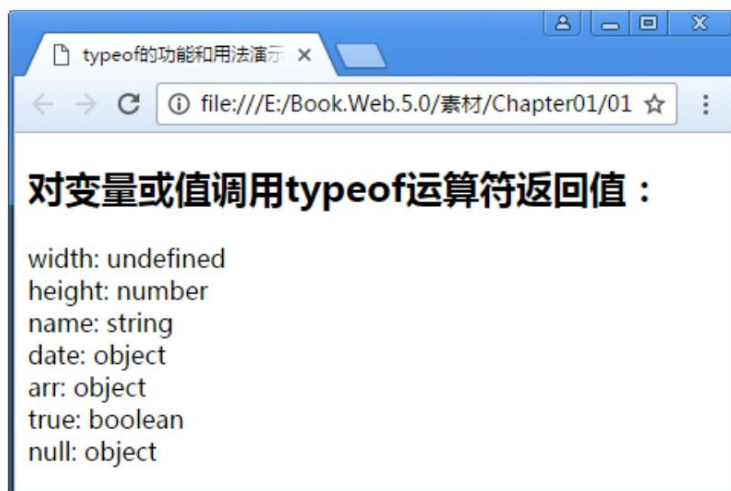 typeof的功能和用法演示
file:///E:/Book.Web.5.0/素材/Chapter01/01
对变量或值调用typeof运算符返回值：
width: undefined
height: number
name: string
date: object
arr: object
true: boolean
null: object